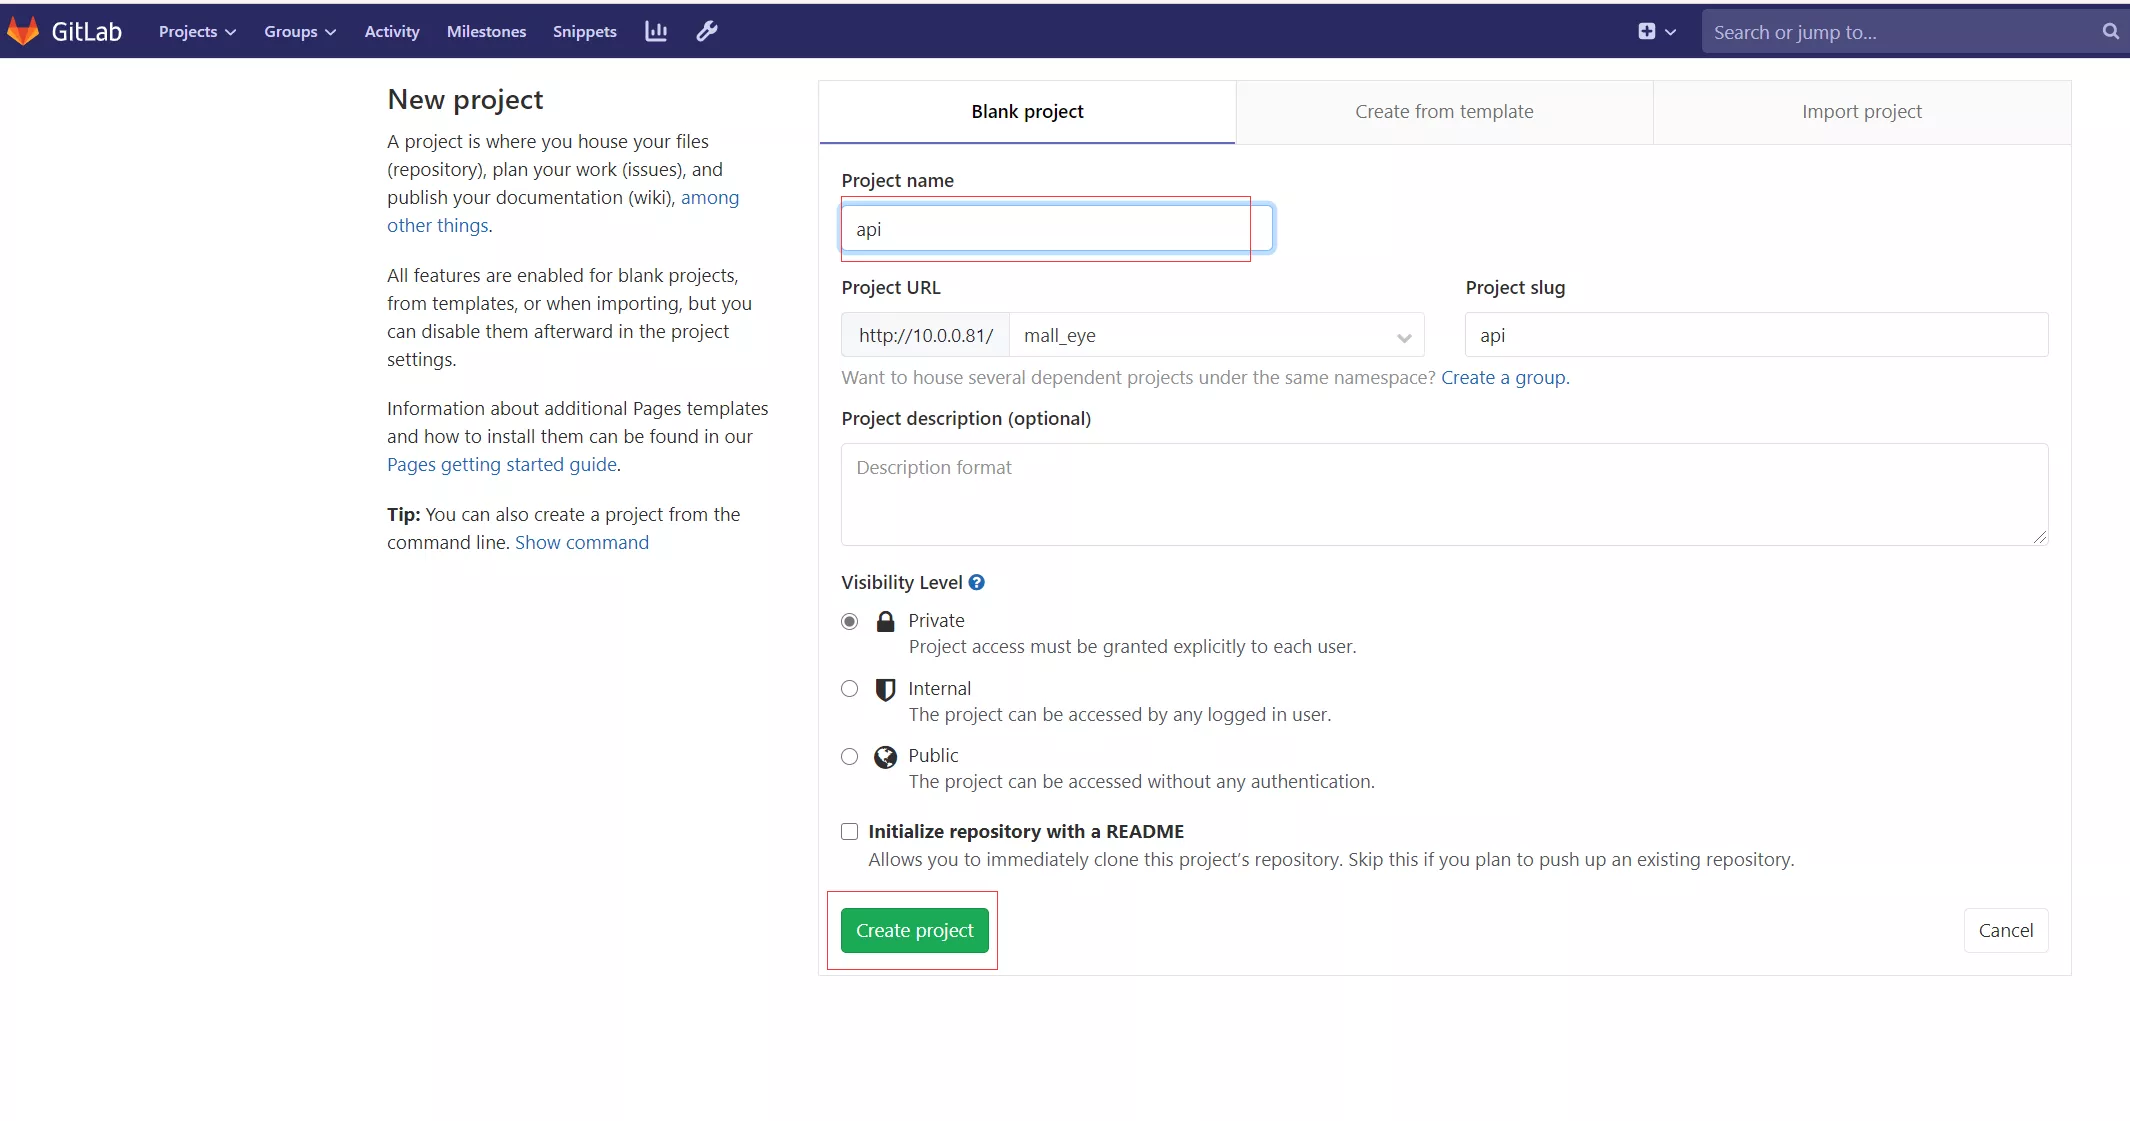 GitLab Projects Groups Activity Milestones Snippets Search or jump to...
New project
A project is where you house your files
(repository), plan your work (issues), and
publish your documentation (wiki), among
other things.
All features are enabled for blank projects,
from templates, or when importing, but you
can disable them afterward in the project
settings.
Information about additional Pages templates
and how to install them can be found in our
Pages getting started guide.
Tip: You can also create a project from the
command line. Show command
Blank project Create from template Import project
Project name
api
Project URL Project slug
http://10.0.0.81/ mall_eye api
Want to house several dependent projects under the same namespace? Create a group.
Project description (optional)
Description format
Visibility Level
Private
Project access must be granted explicitly to each user.
Internal
The project can be accessed by any logged in user.
Public
The project can be accessed without any authentication.
Initialize repository with a README
Allows you to immediately clone this project's repository. Skip this if you plan to push up an existing repository.
Create project Cancel